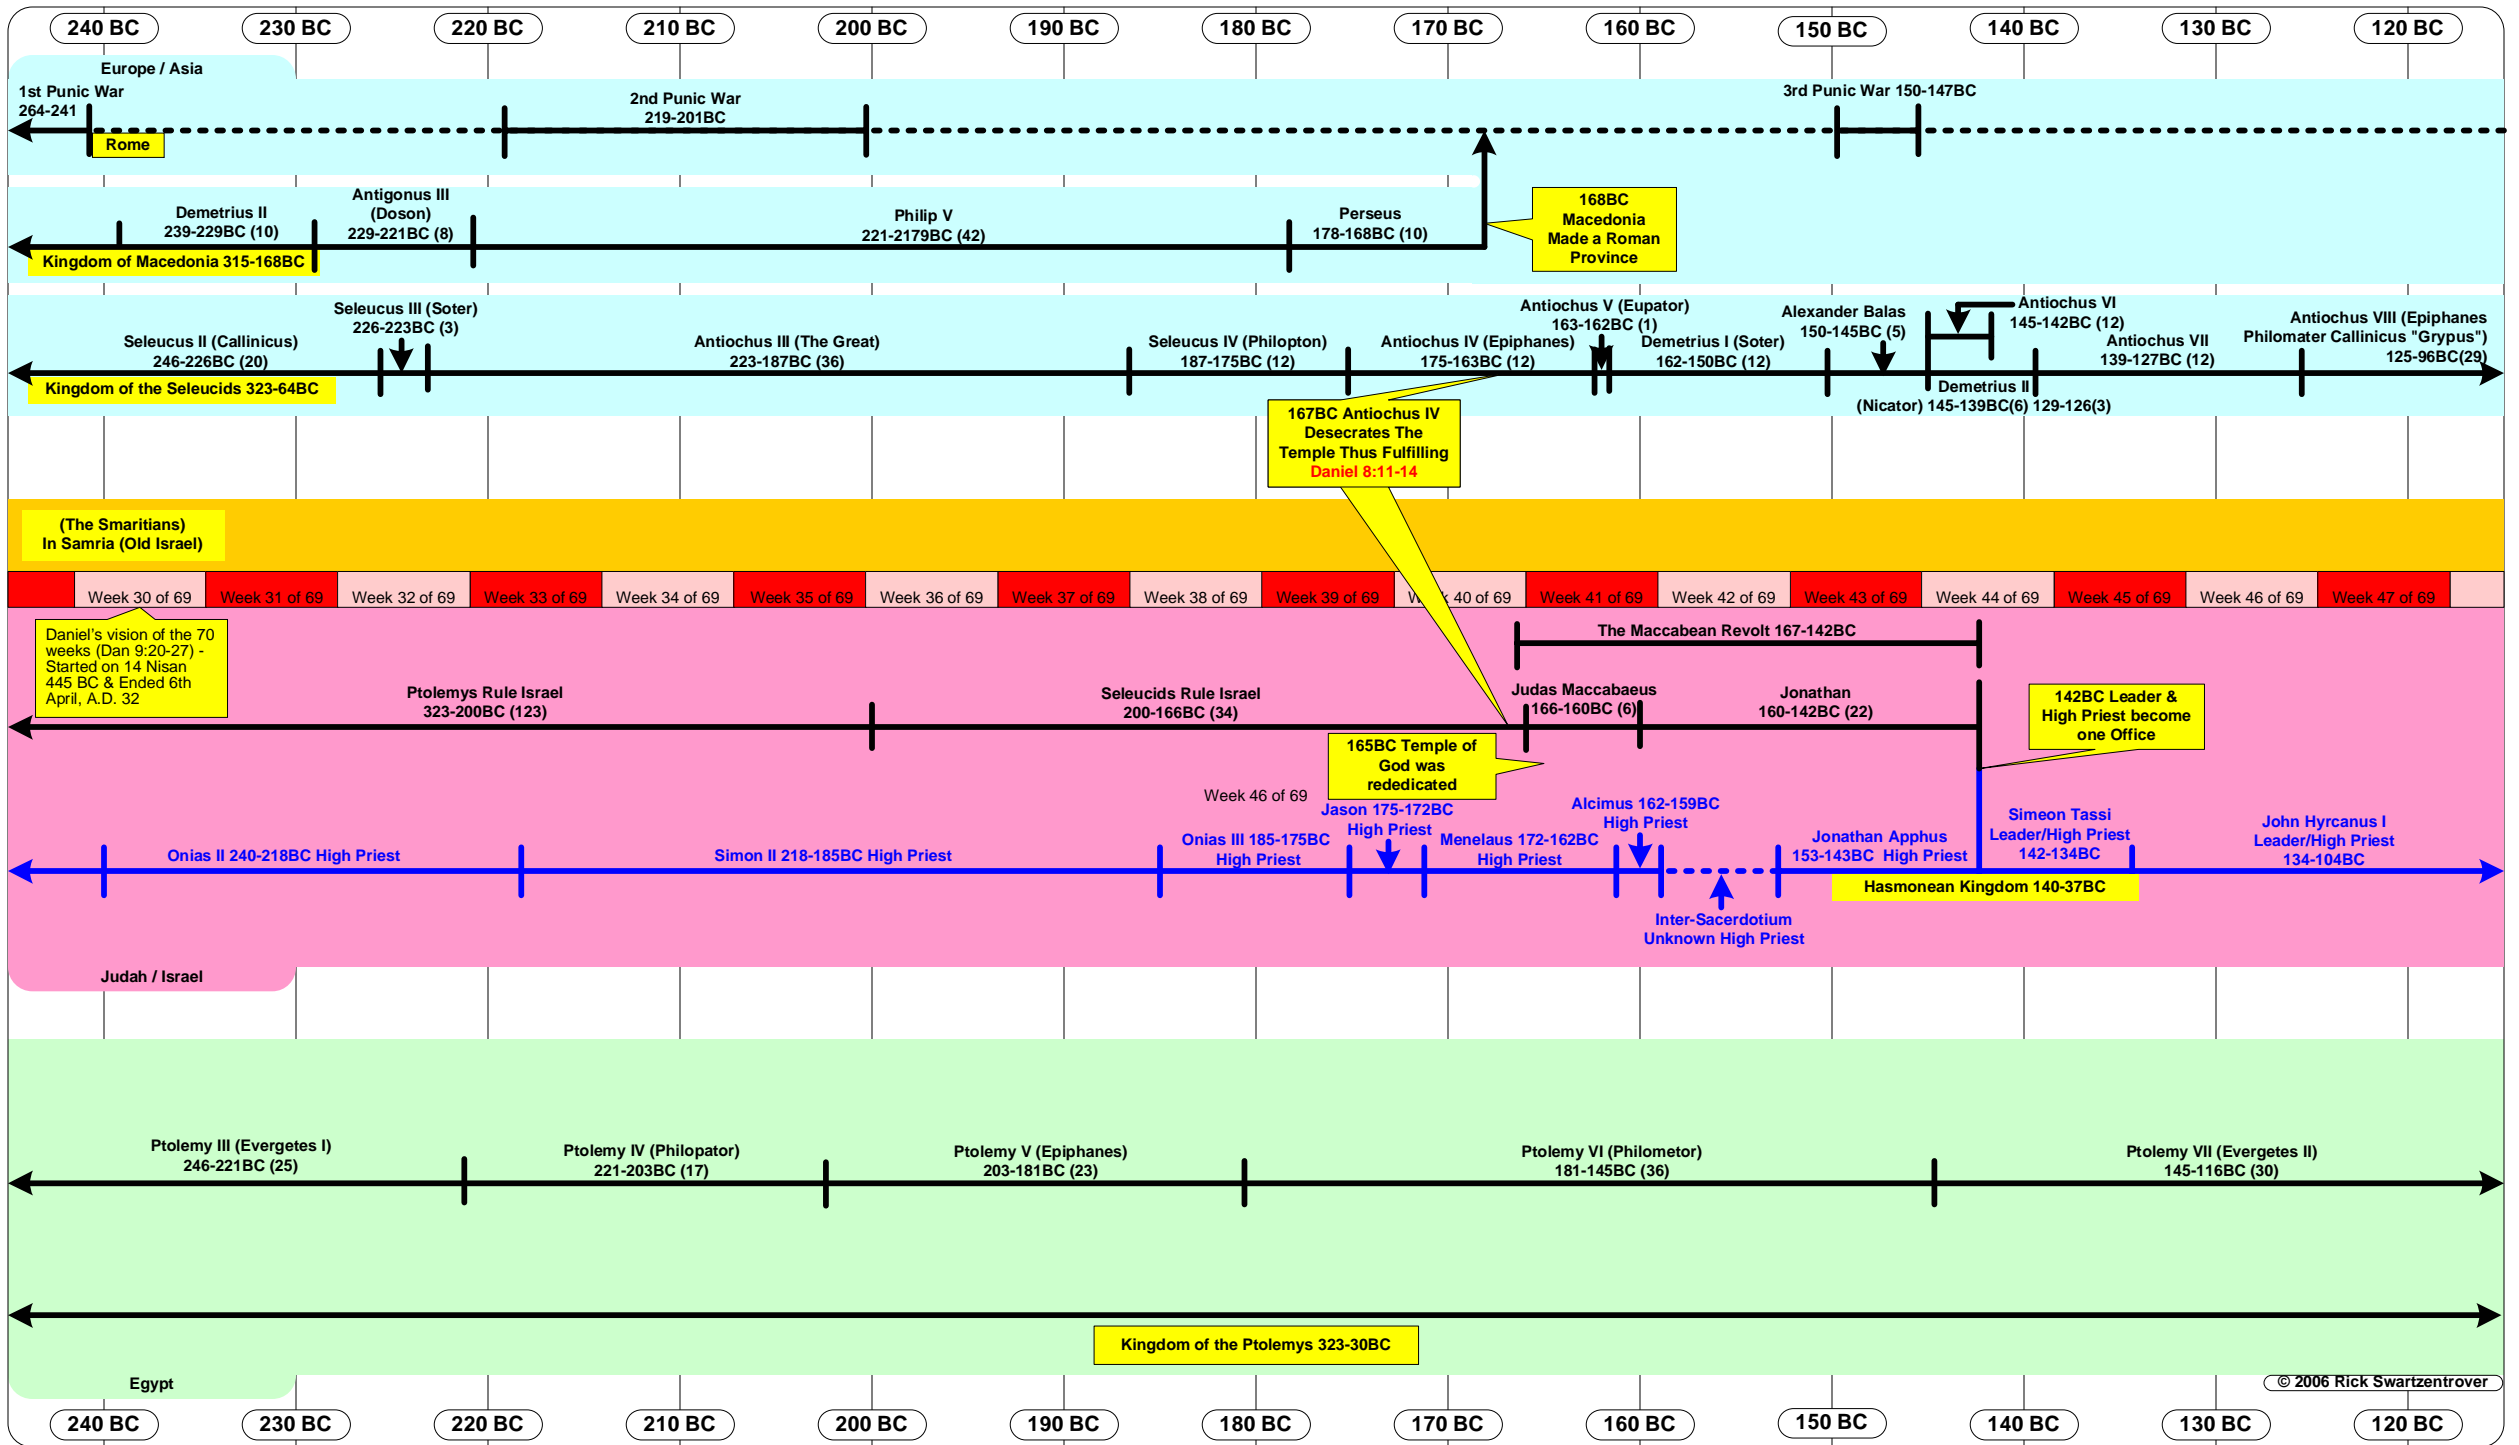 240 BC
230 BC
220 BC
210 BC
200 BC
190 BC
180 BC
170 BC
160 BC
150 BC
140 BC
130 BC
120 BC
Europe / Asia
1st Punic War
264-241
Rome
2nd Punic War
219-201BC
3rd Punic War 150-147BC
Demetrius II
239-229BC (10)
Antigonus III
(Doson)
229-221BC (8)
Philip V
221-2179BC (42)
Perseus
178-168BC (10)
168BC
Macedonia
Made a Roman
Province
Kingdom of Macedonia 315-168BC
Seleucus II (Callinicus)
246-226BC (20)
Seleucus III (Soter)
226-223BC (3)
Antiochus III (The Great)
223-187BC (36)
Seleucus IV (Philopton)
187-175BC (12)
Antiochus IV (Epiphanes)
175-163BC (12)
Antiochus V (Eupator)
163-162BC (1)
Demetrius I (Soter)
162-150BC (12)
Alexander Balas
150-145BC (5)
Antiochus VI
145-142BC (12)
Antiochus VII
139-127BC (12)
Antiochus VIII (Epiphanes
Philomater Callinicus "Grypus")
125-96BC(29)
Kingdom of the Seleucids 323-64BC
Demetrius II
(Nicator) 145-139BC(6) 129-126(3)
167BC Antiochus IV
Desecrates The
Temple Thus Fulfilling
Daniel 8:11-14
(The Smaritians)
In Samria (Old Israel)
Week 30 of 69
Week 31 of 69
Week 32 of 69
Week 33 of 69
Week 34 of 69
Week 35 of 69
Week 36 of 69
Week 37 of 69
Week 38 of 69
Week 39 of 69
Week 40 of 69
Week 41 of 69
Week 42 of 69
Week 43 of 69
Week 44 of 69
Week 45 of 69
Week 46 of 69
Week 47 of 69
Daniel's vision of the 70
weeks (Dan 9:20-27) -
Started on 14 Nisan
445 BC & Ended 6th
April, A.D. 32
The Maccabean Revolt 167-142BC
Ptolemys Rule Israel
323-200BC (123)
Seleucids Rule Israel
200-166BC (34)
Judas Maccabaeus
166-160BC (6)
Jonathan
160-142BC (22)
142BC Leader &
High Priest become
one Office
165BC Temple of
God was
rededicated
Week 46 of 69
Onias II 240-218BC High Priest
Simon II 218-185BC High Priest
Onias III 185-175BC
High Priest
Jason 175-172BC
High Priest
Menelaus 172-162BC
High Priest
Alcimus 162-159BC
High Priest
Jonathan Apphus
153-143BC  High Priest
Simeon Tassi
Leader/High Priest
142-134BC
John Hyrcanus I
Leader/High Priest
134-104BC
Hasmonean Kingdom 140-37BC
Inter-Sacerdotium
Unknown High Priest
Judah / Israel
Ptolemy III (Evergetes I)
246-221BC (25)
Ptolemy IV (Philopator)
221-203BC (17)
Ptolemy V (Epiphanes)
203-181BC (23)
Ptolemy VI (Philometor)
181-145BC (36)
Ptolemy VII (Evergetes II)
145-116BC (30)
Kingdom of the Ptolemys 323-30BC
Egypt
© 2006 Rick Swartzentrover
240 BC
230 BC
220 BC
210 BC
200 BC
190 BC
180 BC
170 BC
160 BC
150 BC
140 BC
130 BC
120 BC